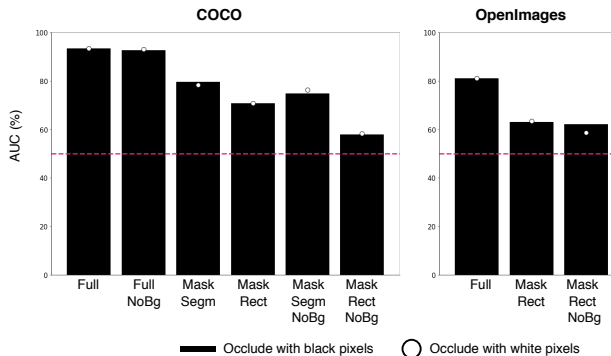 COCO
OpenImages
AUC (%)
100
80
60
40
20
0
Full
Full NoBg
Mask Segm
Mask Rect
Mask Segm NoBg
Mask Rect NoBg
100
80
60
40
20
0
Full
Mask Rect
Mask Rect NoBg
Occlude with black pixels
Occlude with white pixels